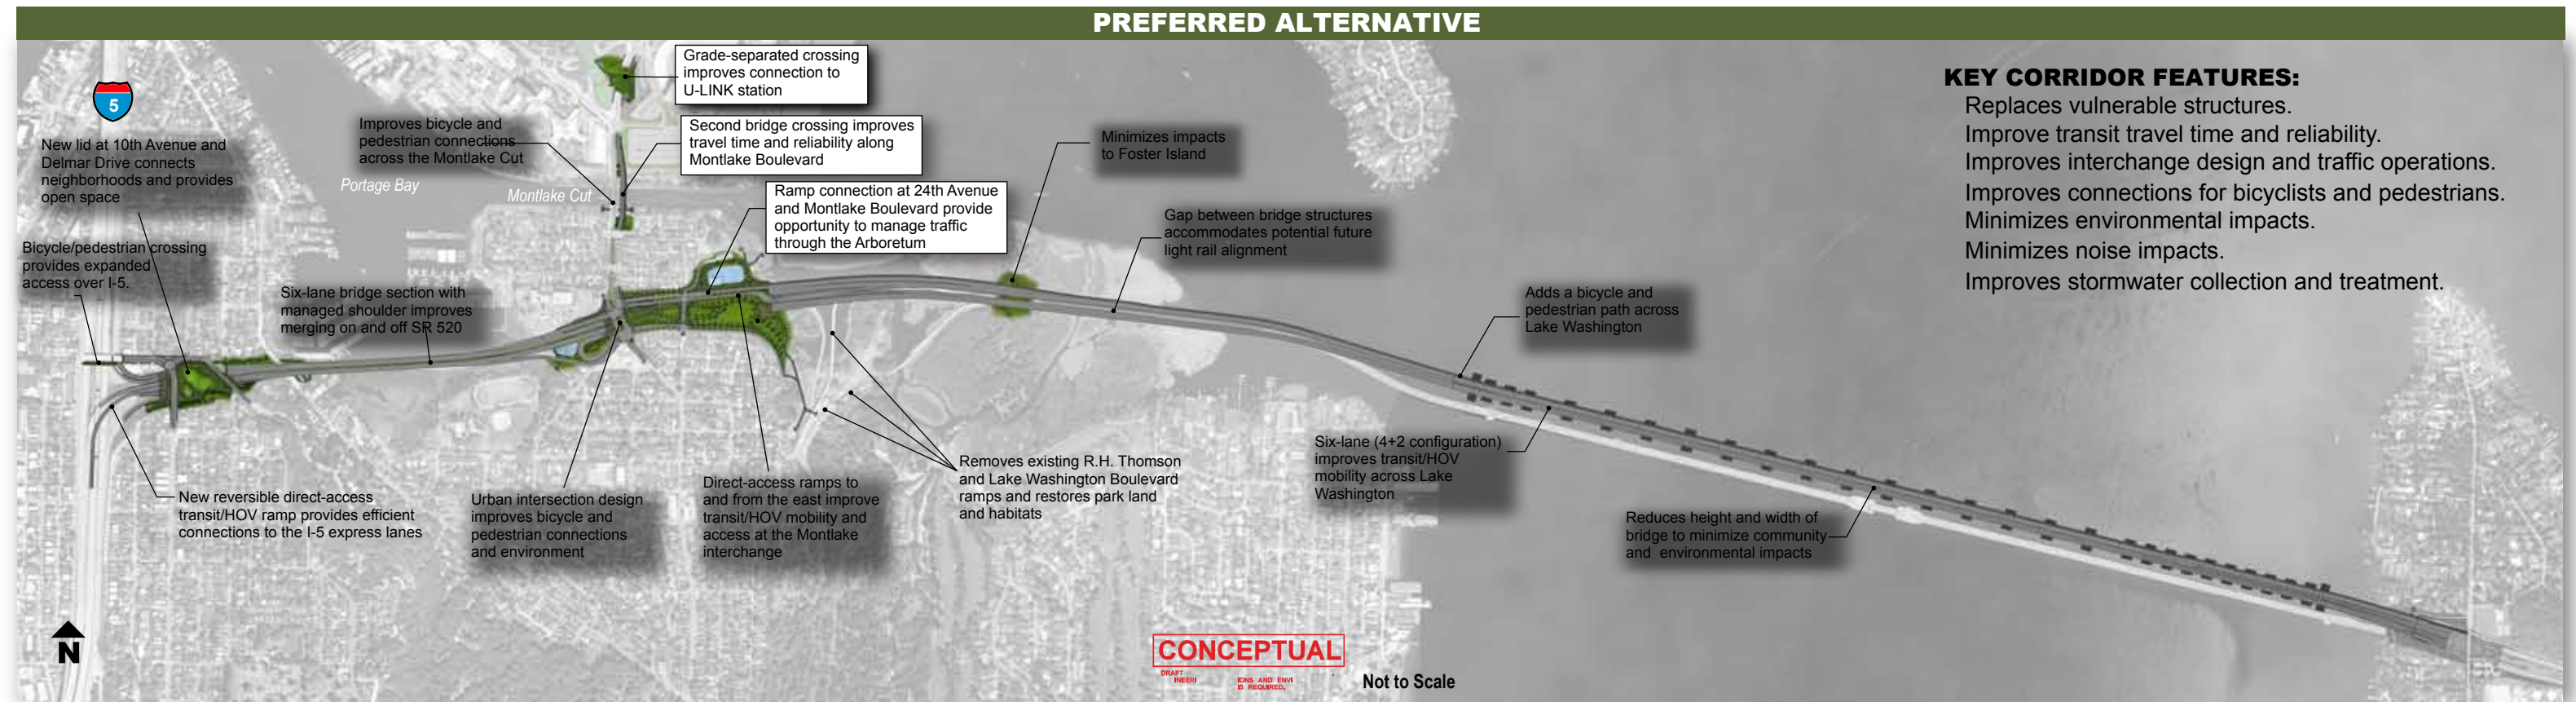 PREFERRED ALTERNATIVE
5
New lid at 10th Avenue and
Delmar Drive connects
neighborhoods and provides
open space
Bicycle/pedestrian crossing
provides expanded
access over I-5.
Six-lane bridge section with
managed shoulder improves
merging on and off SR 520
Improves bicycle and
pedestrian connections
across the Montlake Cut
Portage Bay
Montlake Cut
Grade-separated crossing
improves connection to
U-LINK station
Second bridge crossing improves
travel time and reliability along
Montlake Boulevard
Ramp connection at 24th Avenue
and Montlake Boulevard provide
opportunity to manage traffic
through the Arboretum
Minimizes impacts
to Foster Island
Gap between bridge structures
accommodates potential future
light rail alignment
Adds a bicycle and
pedestrian path across
Lake Washington
KEY CORRIDOR FEATURES:
Replaces vulnerable structures.
Improve transit travel time and reliability.
Improves interchange design and traffic operations.
Improves connections for bicyclists and pedestrians.
Minimizes environmental impacts.
Minimizes noise impacts.
Improves stormwater collection and treatment.
New reversible direct-access
transit/HOV ramp provides efficient
connections to the I-5 express lanes
Urban intersection design
improves bicycle and
pedestrian connections
and environment
Direct-access ramps to
and from the east improve
transit/HOV mobility and
access at the Montlake
interchange
Removes existing R.H. Thomson
and Lake Washington Boulevard
ramps and restores park land
and habitats
Six-lane (4+2 configuration)
improves transit/HOV
mobility across Lake
Washington
Reduces height and width of
bridge to minimize community
and environmental impacts
N
CONCEPTUAL
DRAFT
INEERI IONS AND ENVI
IS REQUIRED.
Not to Scale